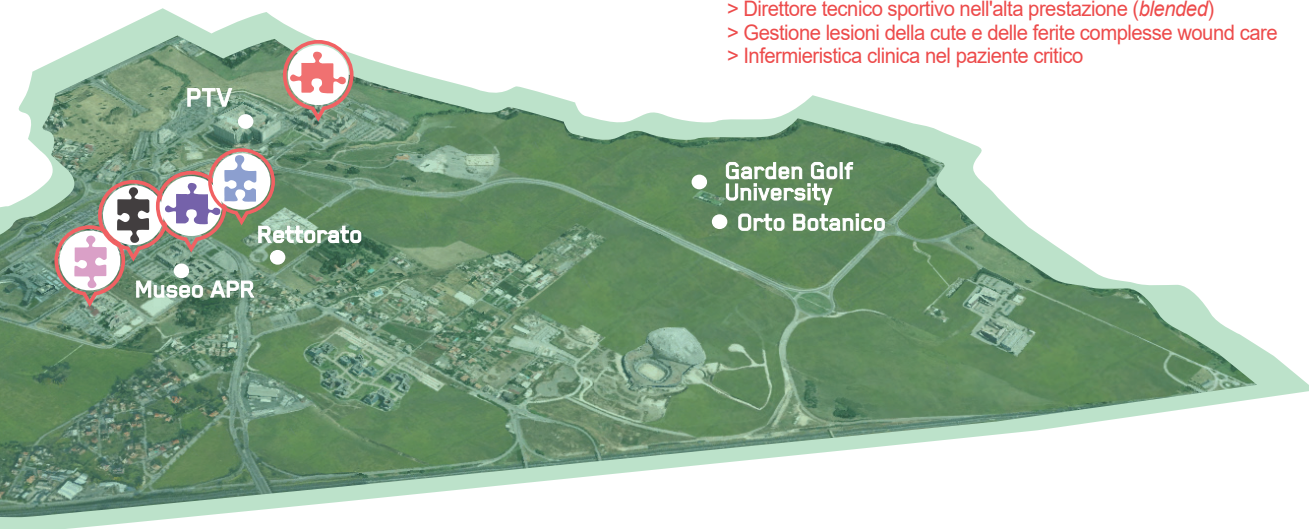 > Direttore tecnico sportivo nell'alta prestazione (blended)
> Gestione lesioni della cute e delle ferite complesse wound care
> Infermieristica clinica nel paziente critico
PTV
Garden Golf
University
Orto Botanico
Rettorato
Museo APR